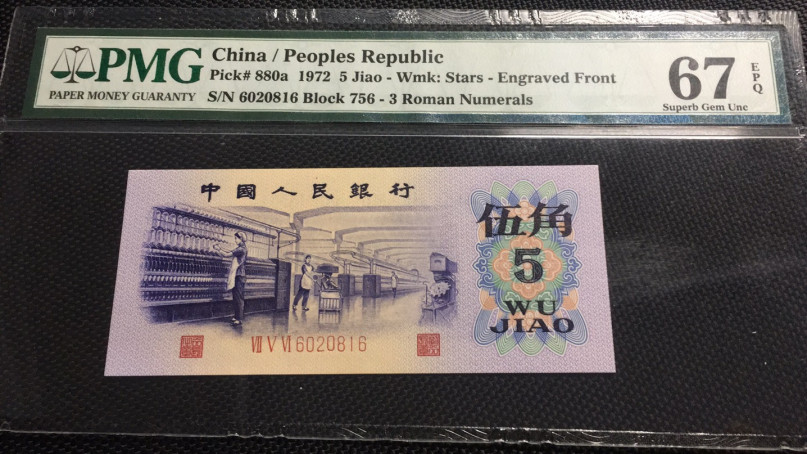 PMG
PAPER MONEY GUARANTY
China / Peoples Republic
Pick# 880a 1972 5 Jiao - Wmk: Stars - Engraved Front
S/N 6020816 Block 756 - 3 Roman Numerals
67 EPQ
Superb Gem Unc
中國人民銀行
伍角
5
WU
JIAO
VII V VI 6020816